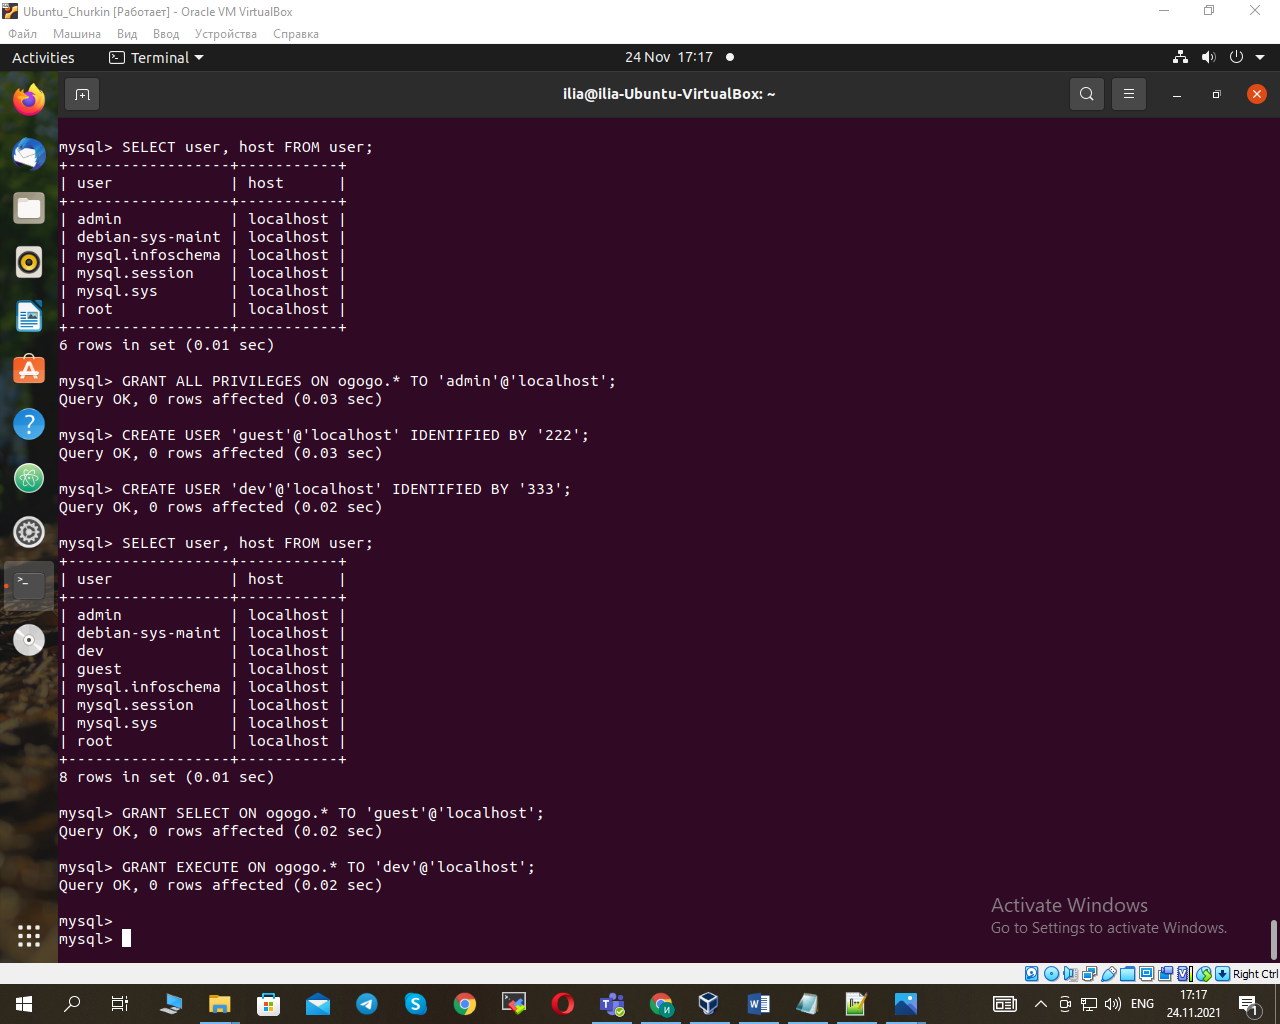 Ubuntu_Churkin [Работает] - Oracle VM VirtualBox
Файл Машина Вид Ввод Устройства Справка
Activities Terminal 24 Nov 17:17
ilia@ilia-Ubuntu-VirtualBox: ~
mysql> SELECT user, host FROM user;
+------------------+-----------+
| user             | host      |
+------------------+-----------+
| admin            | localhost |
| debian-sys-maint | localhost |
| mysql.infoschema | localhost |
| mysql.session    | localhost |
| mysql.sys        | localhost |
| root             | localhost |
+------------------+-----------+
6 rows in set (0.01 sec)
mysql> GRANT ALL PRIVILEGES ON ogogo.* TO 'admin'@'localhost';
Query OK, 0 rows affected (0.03 sec)
mysql> CREATE USER 'guest'@'localhost' IDENTIFIED BY '222';
Query OK, 0 rows affected (0.03 sec)
mysql> CREATE USER 'dev'@'localhost' IDENTIFIED BY '333';
Query OK, 0 rows affected (0.02 sec)
mysql> SELECT user, host FROM user;
+------------------+-----------+
| user             | host      |
+------------------+-----------+
| admin            | localhost |
| debian-sys-maint | localhost |
| dev              | localhost |
| guest            | localhost |
| mysql.infoschema | localhost |
| mysql.session    | localhost |
| mysql.sys        | localhost |
| root             | localhost |
+------------------+-----------+
8 rows in set (0.01 sec)
mysql> GRANT SELECT ON ogogo.* TO 'guest'@'localhost';
Query OK, 0 rows affected (0.02 sec)
mysql> GRANT EXECUTE ON ogogo.* TO 'dev'@'localhost';
Query OK, 0 rows affected (0.02 sec)
mysql>
mysql>
Activate Windows
Go to Settings to activate Windows.
Right Ctrl
ENG
17:17
24.11.2021
1